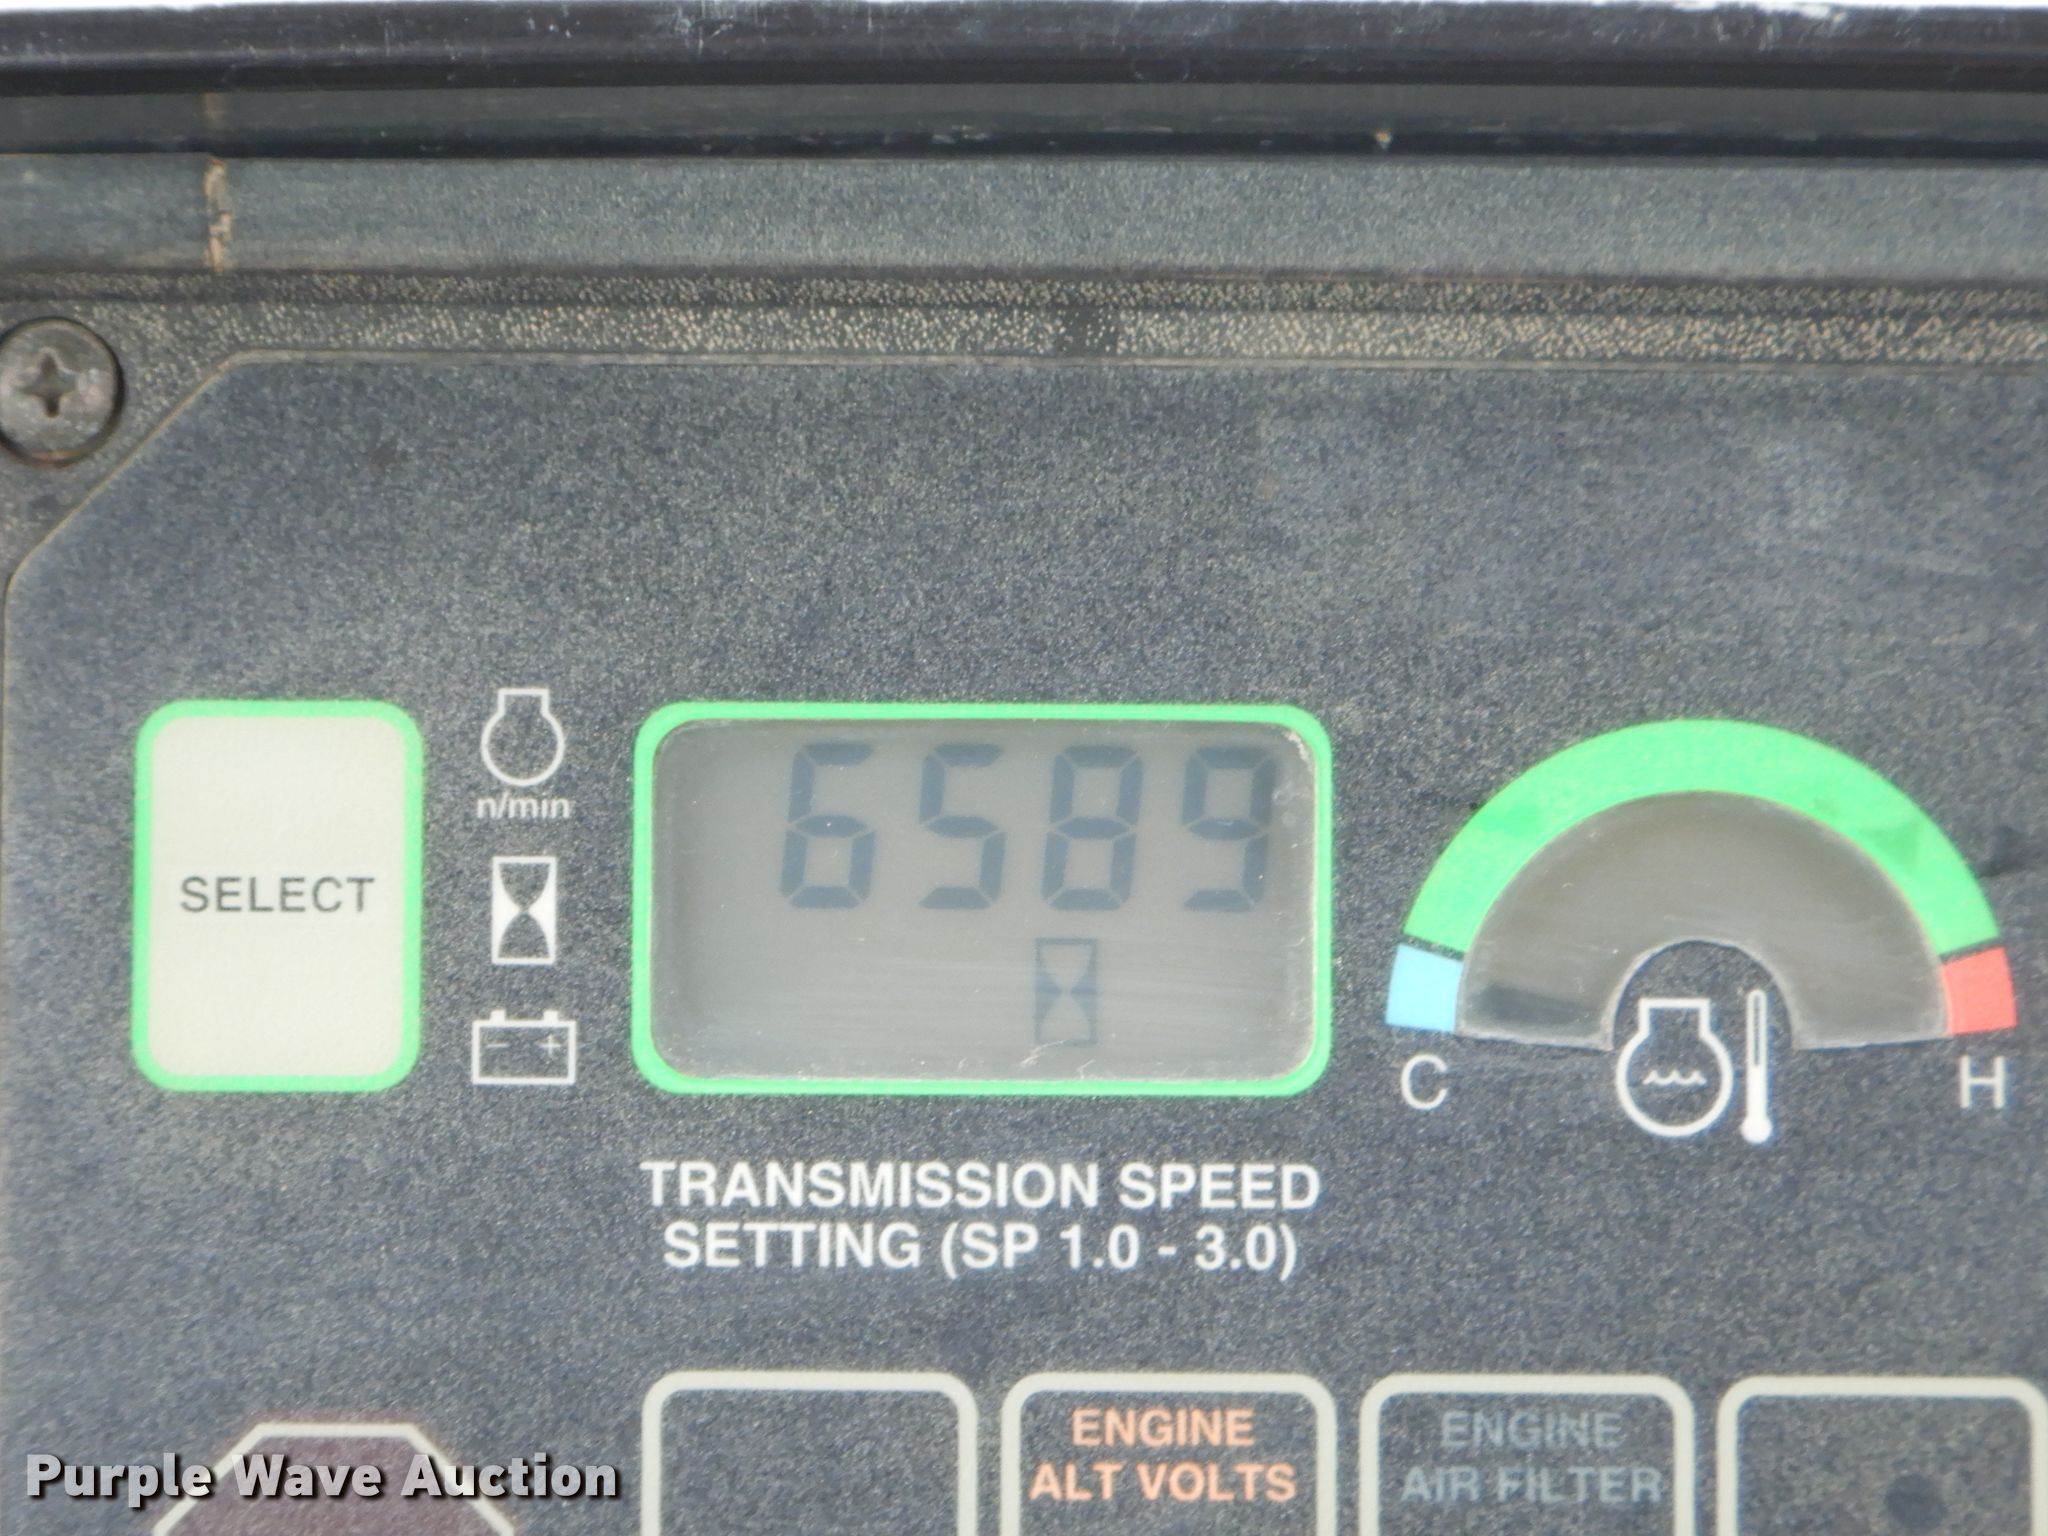 6589
n/min
SELECT
C
H
TRANSMISSION SPEED
SETTING (SP 1.0 - 3.0)
ENGINE
ALT VOLTS
ENGINE
AIR FILTER
Purple Wave Auction